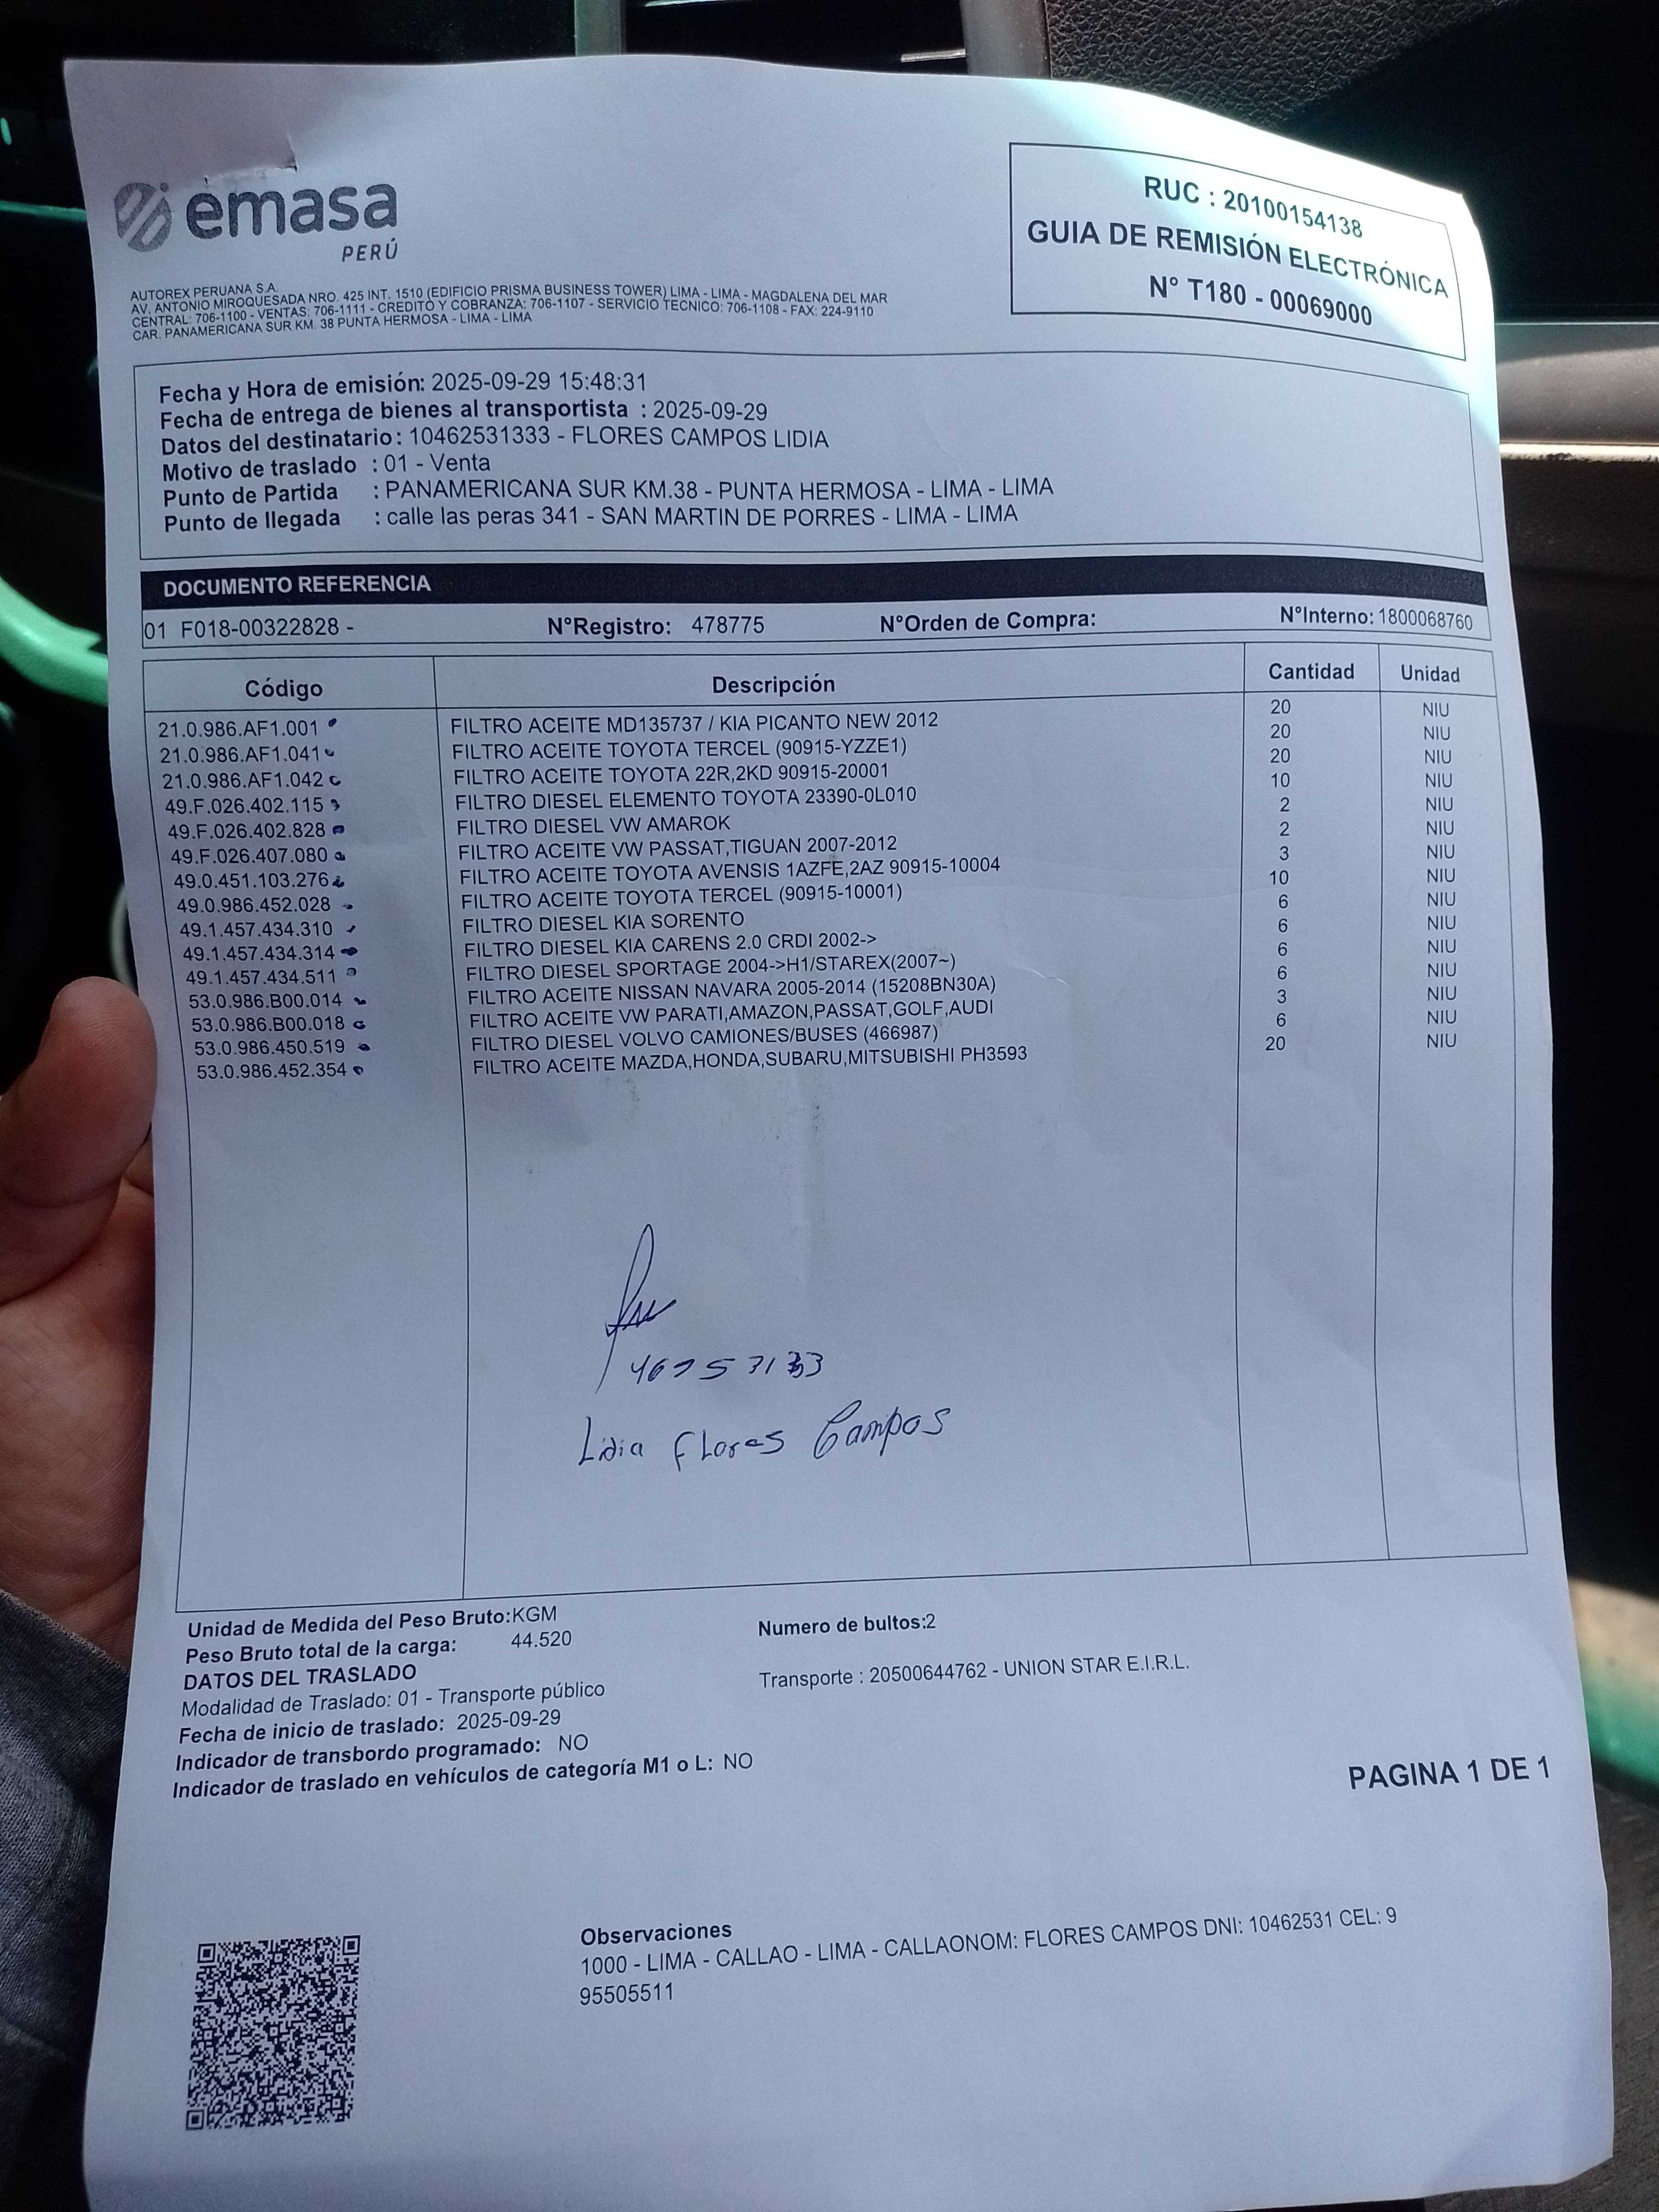 emasa
PERÚ
RUC : 20100154138
GUIA DE REMISIÓN ELECTRÓNICA
N° T180 - 00069000
AUTOREX PERUANA S.A.
AV. ANTONIO MIROQUESADA NRO. 425 INT. 1510 (EDIFICIO PRISMA BUSINESS TOWER) LIMA - LIMA - MAGDALENA DEL MAR
CENTRAL: 706-1100 - VENTAS: 706-1111 - CREDITO Y COBRANZA: 706-1107 - SERVICIO TECNICO: 706-1108 - FAX: 224-9110
CAR. PANAMERICANA SUR KM. 38 PUNTA HERMOSA - LIMA - LIMA
Fecha y Hora de emisión: 2025-09-29 15:48:31
Fecha de entrega de bienes al transportista : 2025-09-29
Datos del destinatario: 10462531333 - FLORES CAMPOS LIDIA
Motivo de traslado : 01 - Venta
Punto de Partida : PANAMERICANA SUR KM.38 - PUNTA HERMOSA - LIMA - LIMA
Punto de llegada : calle las peras 341 - SAN MARTIN DE PORRES - LIMA - LIMA
DOCUMENTO REFERENCIA
01 F018-00322828 - N°Registro: 478775 N°Orden de Compra: N°Interno: 1800068760
Código Descripción Cantidad Unidad
21.0.986.AF1.001 FILTRO ACEITE MD135737 / KIA PICANTO NEW 2012 20 NIU
21.0.986.AF1.041 FILTRO ACEITE TOYOTA TERCEL (90915-YZZE1) 20 NIU
21.0.986.AF1.042 FILTRO ACEITE TOYOTA 22R,2KD 90915-20001 20 NIU
49.F.026.402.115 FILTRO DIESEL ELEMENTO TOYOTA 23390-0L010 10 NIU
49.F.026.402.828 FILTRO DIESEL VW AMAROK 2 NIU
49.F.026.407.080 FILTRO ACEITE VW PASSAT,TIGUAN 2007-2012 2 NIU
49.0.451.103.276 FILTRO ACEITE TOYOTA AVENSIS 1AZFE,2AZ 90915-10004 3 NIU
49.0.986.452.028 FILTRO ACEITE TOYOTA TERCEL (90915-10001) 10 NIU
49.1.457.434.310 FILTRO DIESEL KIA SORENTO 6 NIU
49.1.457.434.314 FILTRO DIESEL KIA CARENS 2.0 CRDI 2002-> 6 NIU
49.1.457.434.511 FILTRO DIESEL SPORTAGE 2004->H1/STAREX(2007~) 6 NIU
53.0.986.B00.014 FILTRO ACEITE NISSAN NAVARA 2005-2014 (15208BN30A) 6 NIU
53.0.986.B00.018 FILTRO ACEITE VW PARATI,AMAZON,PASSAT,GOLF,AUDI 3 NIU
53.0.986.450.519 FILTRO DIESEL VOLVO CAMIONES/BUSES (466987) 6 NIU
53.0.986.452.354 FILTRO ACEITE MAZDA,HONDA,SUBARU,MITSUBISHI PH3593 20 NIU
Lidia Flores Campos
Unidad de Medida del Peso Bruto:KGM
Peso Bruto total de la carga: 44.520
Numero de bultos:2
DATOS DEL TRASLADO
Transporte : 20500644762 - UNION STAR E.I.R.L.
Modalidad de Traslado: 01 - Transporte público
Fecha de inicio de traslado: 2025-09-29
Indicador de transbordo programado: NO
Indicador de traslado en vehículos de categoría M1 o L: NO
PAGINA 1 DE 1
Observaciones
1000 - LIMA - CALLAO - LIMA - CALLAONOM: FLORES CAMPOS DNI: 10462531 CEL: 9
95505511